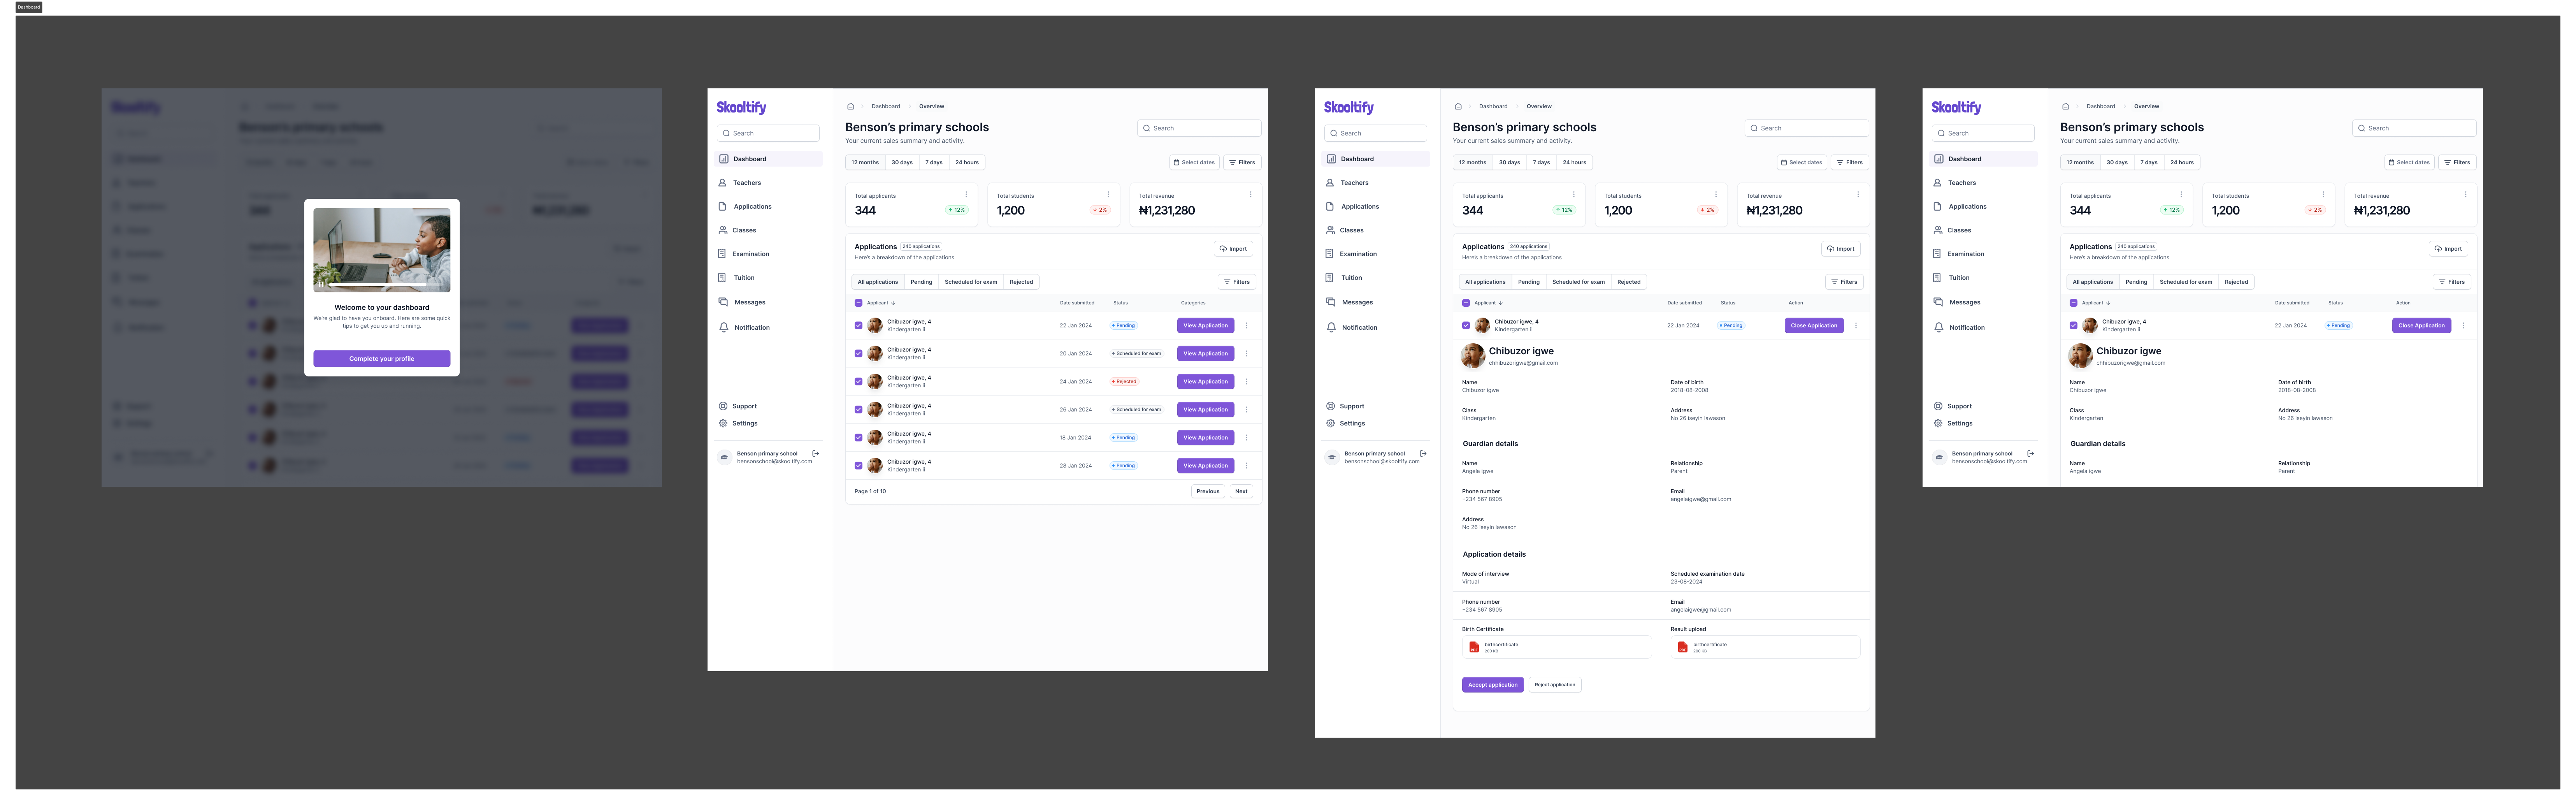 Dashboard
Welcome to your dashboard
We're glad to have you onboard. Here are some quick
tips to get you up and running.
Complete your profile
Skooltify
Search
Dashboard
Teachers
Applications
Classes
Examination
Tuition
Messages
Notification
Support
Settings
Benson primary school
bensonschool@skooltify.com
Dashboard
Overview
Benson's primary schools
Your current sales summary and activity.
Search
12 months
30 days
7 days
24 hours
Select dates
Filters
Total applicants
344
12%
Total students
1,200
2%
Total revenue
₦1,231,280
Applications
240 applications
Here's a breakdown of the applications
Import
All applications
Pending
Scheduled for exam
Rejected
Filters
Applicant
Date submitted
Status
Categories
Chibuzor igwe, 4
Kindergarten ii
22 Jan 2024
Pending
View Application
Chibuzor igwe, 4
Kindergarten ii
20 Jan 2024
Scheduled for exam
View Application
Chibuzor igwe, 4
Kindergarten ii
24 Jan 2024
Rejected
View Application
Chibuzor igwe, 4
Kindergarten ii
26 Jan 2024
Scheduled for exam
View Application
Chibuzor igwe, 4
Kindergarten ii
18 Jan 2024
Pending
View Application
Chibuzor igwe, 4
Kindergarten ii
28 Jan 2024
Pending
View Application
Page 1 of 10
Previous
Next
Skooltify
Search
Dashboard
Teachers
Applications
Classes
Examination
Tuition
Messages
Notification
Support
Settings
Benson primary school
bensonschool@skooltify.com
Dashboard
Overview
Benson's primary schools
Your current sales summary and activity.
Search
12 months
30 days
7 days
24 hours
Select dates
Filters
Total applicants
344
12%
Total students
1,200
2%
Total revenue
₦1,231,280
Applications
240 applications
Here's a breakdown of the applications
Import
All applications
Pending
Scheduled for exam
Rejected
Filters
Applicant
Date submitted
Status
Action
Chibuzor igwe, 4
Kindergarten ii
22 Jan 2024
Pending
Close Application
Chibuzor igwe
chhibuzorigwe@gmail.com
Name
Chibuzor igwe
Date of birth
2018-08-2008
Class
Kindergarten
Address
No 26 iseyin lawason
Guardian details
Name
Angela igwe
Relationship
Parent
Phone number
+234 567 8905
Email
angelaigwe@gmail.com
Address
No 26 iseyin lawason
Application details
Mode of interview
Virtual
Scheduled examination date
23-08-2024
Phone number
+234 567 8905
Email
angelaigwe@gmail.com
Birth Certificate
PDF
birthcertificate
200 KB
Result upload
PDF
birthcertificate
200 KB
Accept application
Reject application
Skooltify
Search
Dashboard
Teachers
Applications
Classes
Examination
Tuition
Messages
Notification
Support
Settings
Benson primary school
bensonschool@skooltify.com
Dashboard
Overview
Benson's primary schools
Your current sales summary and activity.
Search
12 months
30 days
7 days
24 hours
Select dates
Filters
Total applicants
344
12%
Total students
1,200
2%
Total revenue
₦1,231,280
Applications
240 applications
Here's a breakdown of the applications
Import
All applications
Pending
Scheduled for exam
Rejected
Filters
Applicant
Date submitted
Status
Action
Chibuzor igwe, 4
Kindergarten ii
22 Jan 2024
Pending
Close Application
Chibuzor igwe
chhibuzorigwe@gmail.com
Name
Chibuzor igwe
Date of birth
2018-08-2008
Class
Kindergarten
Address
No 26 iseyin lawason
Guardian details
Name
Angela igwe
Relationship
Parent